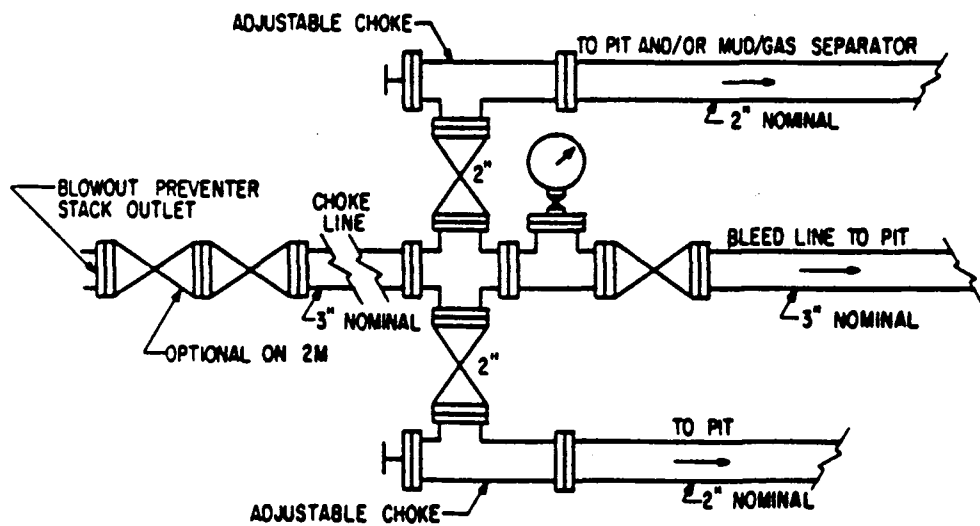 ADJUSTABLE CHOKE
TO PIT AND/OR MUD/GAS SEPARATOR
2" NOMINAL
2"
BLOWOUT PREVENTER
STACK OUTLET
CHOKE
LINE
BLEED LINE TO PIT
3" NOMINAL
3" NOMINAL
OPTIONAL ON 2M
2"
TO PIT
2" NOMINAL
ADJUSTABLE CHOKE